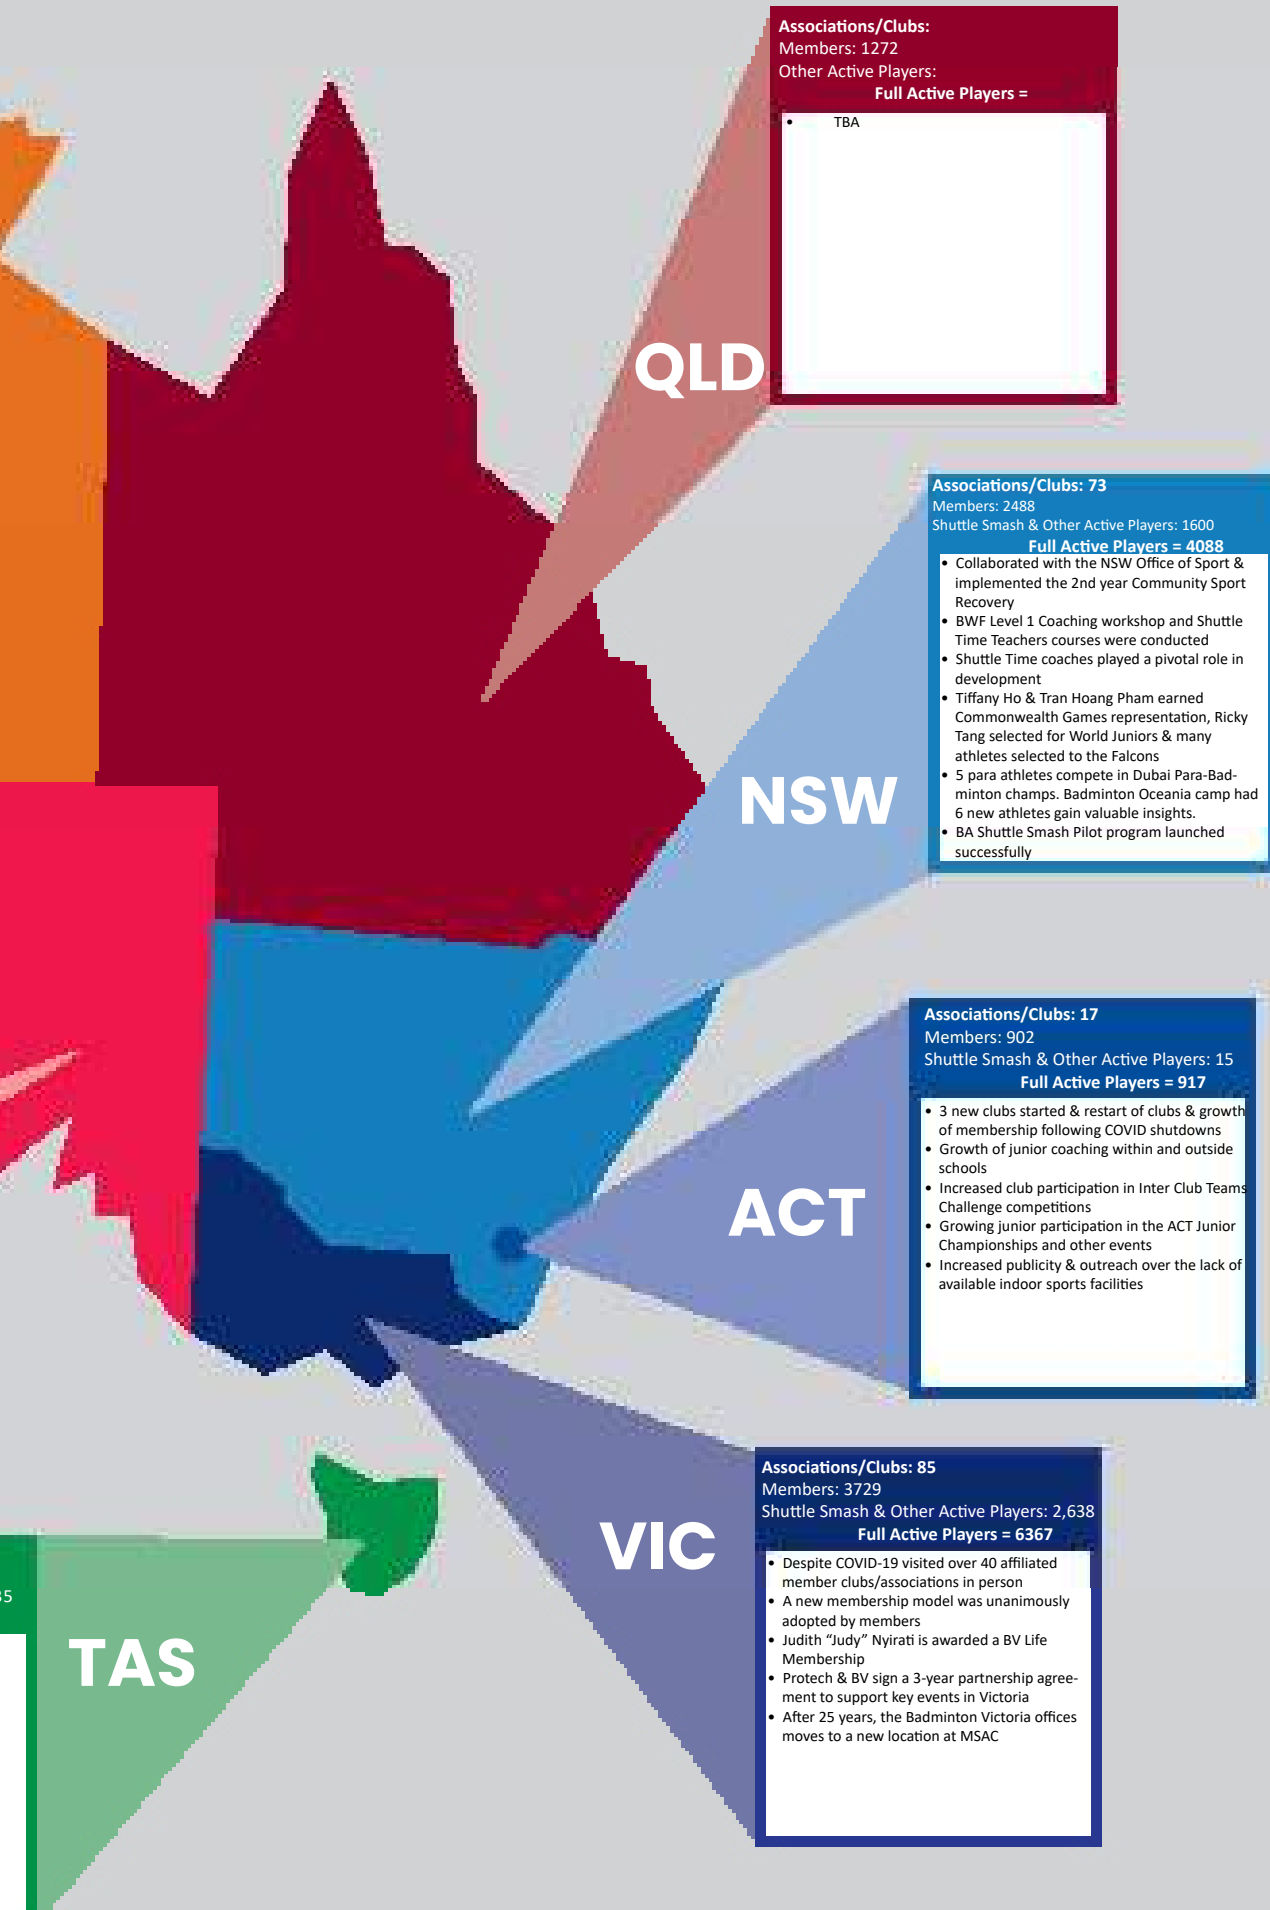 Associations/Clubs:
Members: 1272
Other Active Players:
Full Active Players =
• TBA
QLD
Associations/Clubs: 73
Members: 2488
Shuttle Smash & Other Active Players: 1600
Full Active Players = 4088
• Collaborated with the NSW Office of Sport &
implemented the 2nd year Community Sport
Recovery
• BWF Level 1 Coaching workshop and Shuttle
Time Teachers courses were conducted
• Shuttle Time coaches played a pivotal role in
development
• Tiffany Ho & Tran Hoang Pham earned
Commonwealth Games representation, Ricky
Tang selected for World Juniors & many
athletes selected to the Falcons
• 5 para athletes compete in Dubai Para-Bad-
minton champs. Badminton Oceania camp had
6 new athletes gain valuable insights.
• BA Shuttle Smash Pilot program launched
successfully
NSW
Associations/Clubs: 17
Members: 902
Shuttle Smash & Other Active Players: 15
Full Active Players = 917
• 3 new clubs started & restart of clubs & growth
of membership following COVID shutdowns
• Growth of junior coaching within and outside
schools
• Increased club participation in Inter Club Teams
Challenge competitions
• Growing junior participation in the ACT Junior
Championships and other events
• Increased publicity & outreach over the lack of
available indoor sports facilities
ACT
Associations/Clubs: 85
Members: 3729
Shuttle Smash & Other Active Players: 2,638
Full Active Players = 6367
• Despite COVID-19 visited over 40 affiliated
member clubs/associations in person
• A new membership model was unanimously
adopted by members
• Judith “Judy” Nyirati is awarded a BV Life
Membership
• Protech & BV sign a 3-year partnership agree-
ment to support key events in Victoria
• After 25 years, the Badminton Victoria offices
moves to a new location at MSAC
VIC
TAS